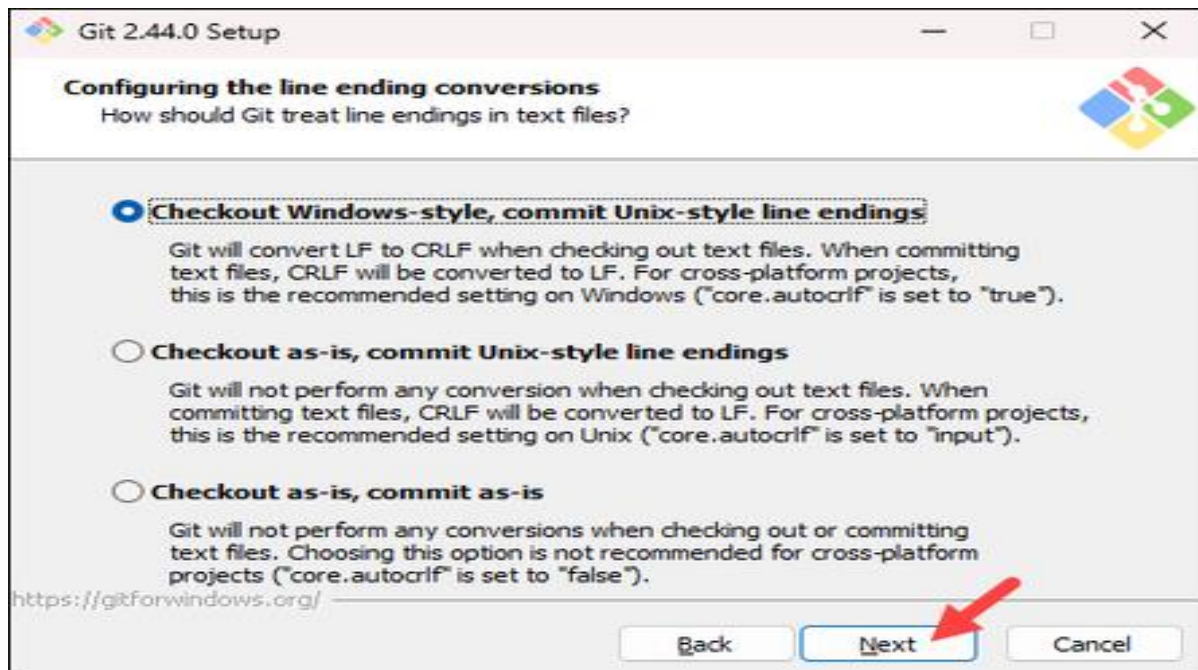 Git 2.44.0 Setup
Configuring the line ending conversions
How should Git treat line endings in text files?
Checkout Windows-style, commit Unix-style line endings
Git will convert LF to CRLF when checking out text files. When committing
text files, CRLF will be converted to LF. For cross-platform projects,
this is the recommended setting on Windows ("core.autocrlf" is set to "true").
Checkout as-is, commit Unix-style line endings
Git will not perform any conversion when checking out text files. When
committing text files, CRLF will be converted to LF. For cross-platform projects,
this is the recommended setting on Unix ("core.autocrlf" is set to "input").
Checkout as-is, commit as-is
Git will not perform any conversions when checking out or committing
text files. Choosing this option is not recommended for cross-platform
projects ("core.autocrlf" is set to "false").
https://gitforwindows.org/
Back Next Cancel